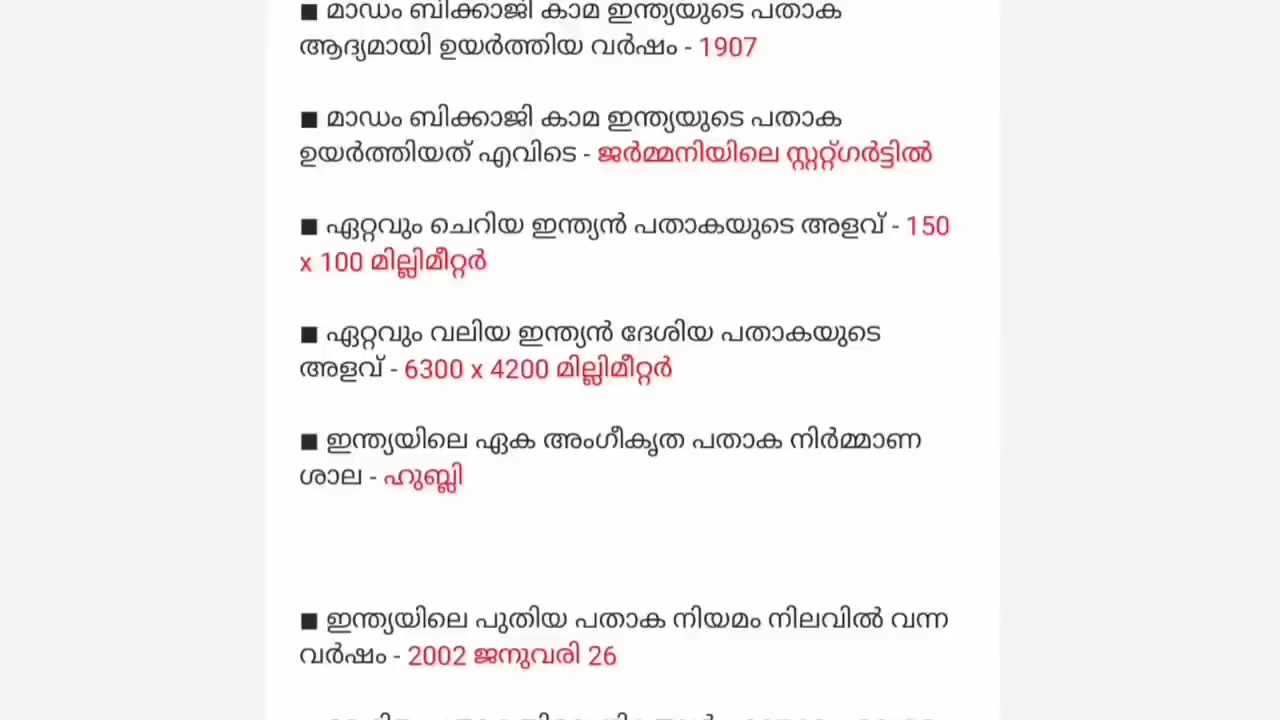 ■ മാഡം ബിക്കാജി കാമ ഇന്ത്യയുടെ പതാക
ആദ്യമായി ഉയർത്തിയ വർഷം - 1907
■ മാഡം ബിക്കാജി കാമ ഇന്ത്യയുടെ പതാക
ഉയർത്തിയത് എവിടെ - ജർമ്മനിയിലെ സ്റ്ററ്റ്ഗർട്ടിൽ
■ ഏറ്റവും ചെറിയ ഇന്ത്യൻ പതാകയുടെ അളവ് - 150
x 100 മില്ലിമീറ്റർ
■ ഏറ്റവും വലിയ ഇന്ത്യൻ ദേശിയ പതാകയുടെ
അളവ് - 6300 x 4200 മില്ലിമീറ്റർ
■ ഇന്ത്യയിലെ ഏക അംഗീകൃത പതാക നിർമ്മാണ
ശാല - ഹുബ്ലി
■ ഇന്ത്യയിലെ പുതിയ പതാക നിയമം നിലവിൽ വന്ന
വർഷം - 2002 ജനുവരി 26